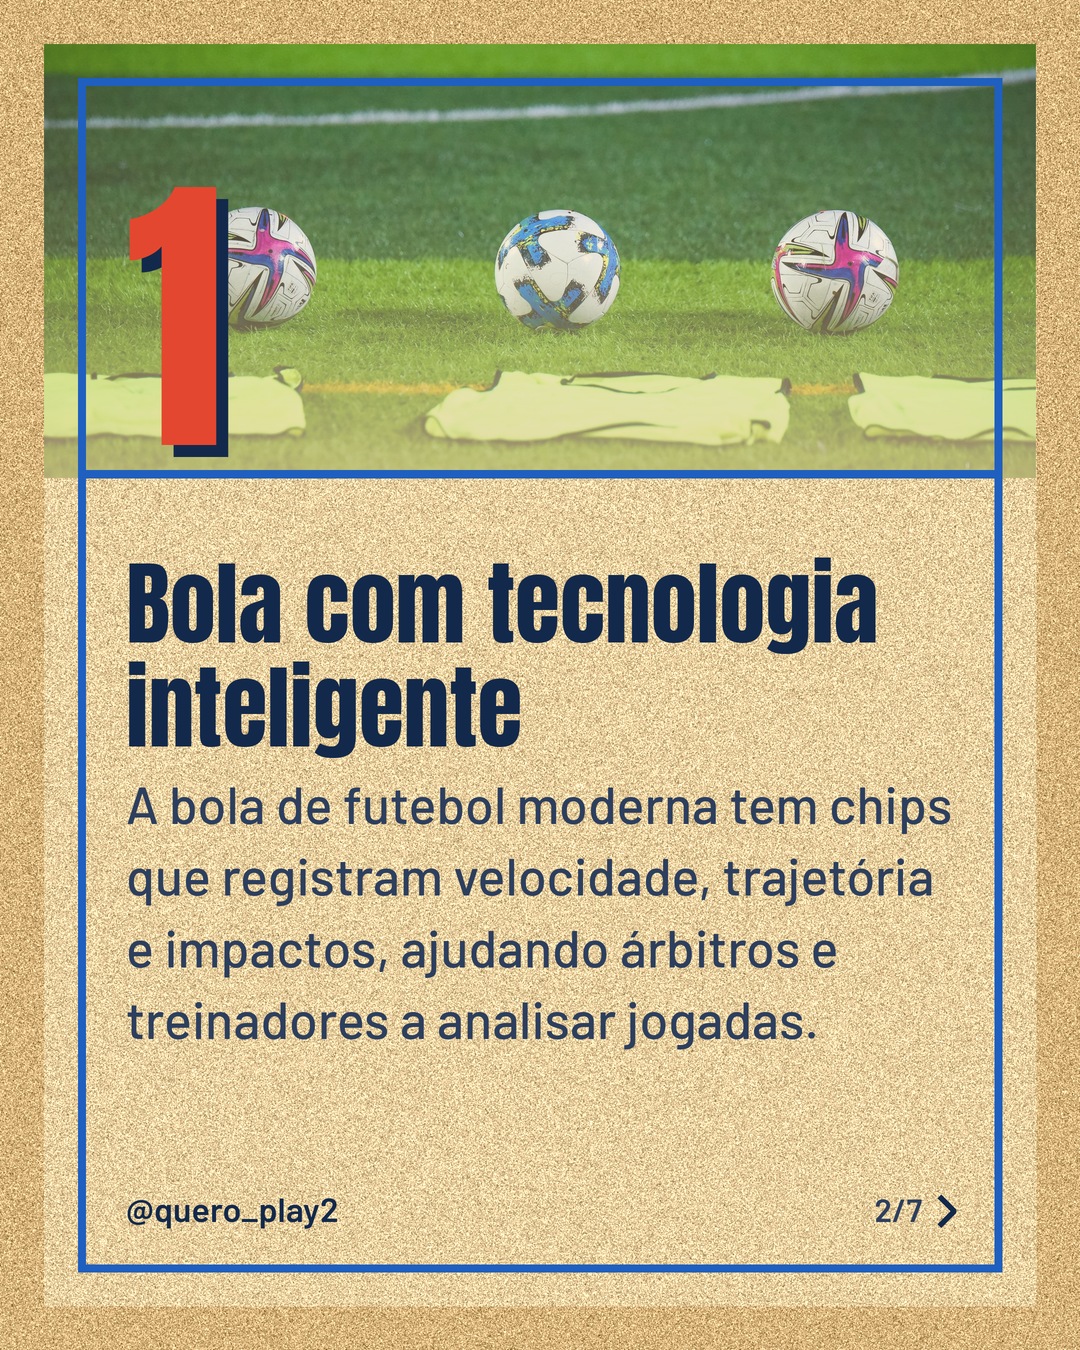 1
Bola com tecnologia
inteligente
A bola de futebol moderna tem chips
que registram velocidade, trajetória
e impactos, ajudando árbitros e
treinadores a analisar jogadas.
@quero_play2
2/7